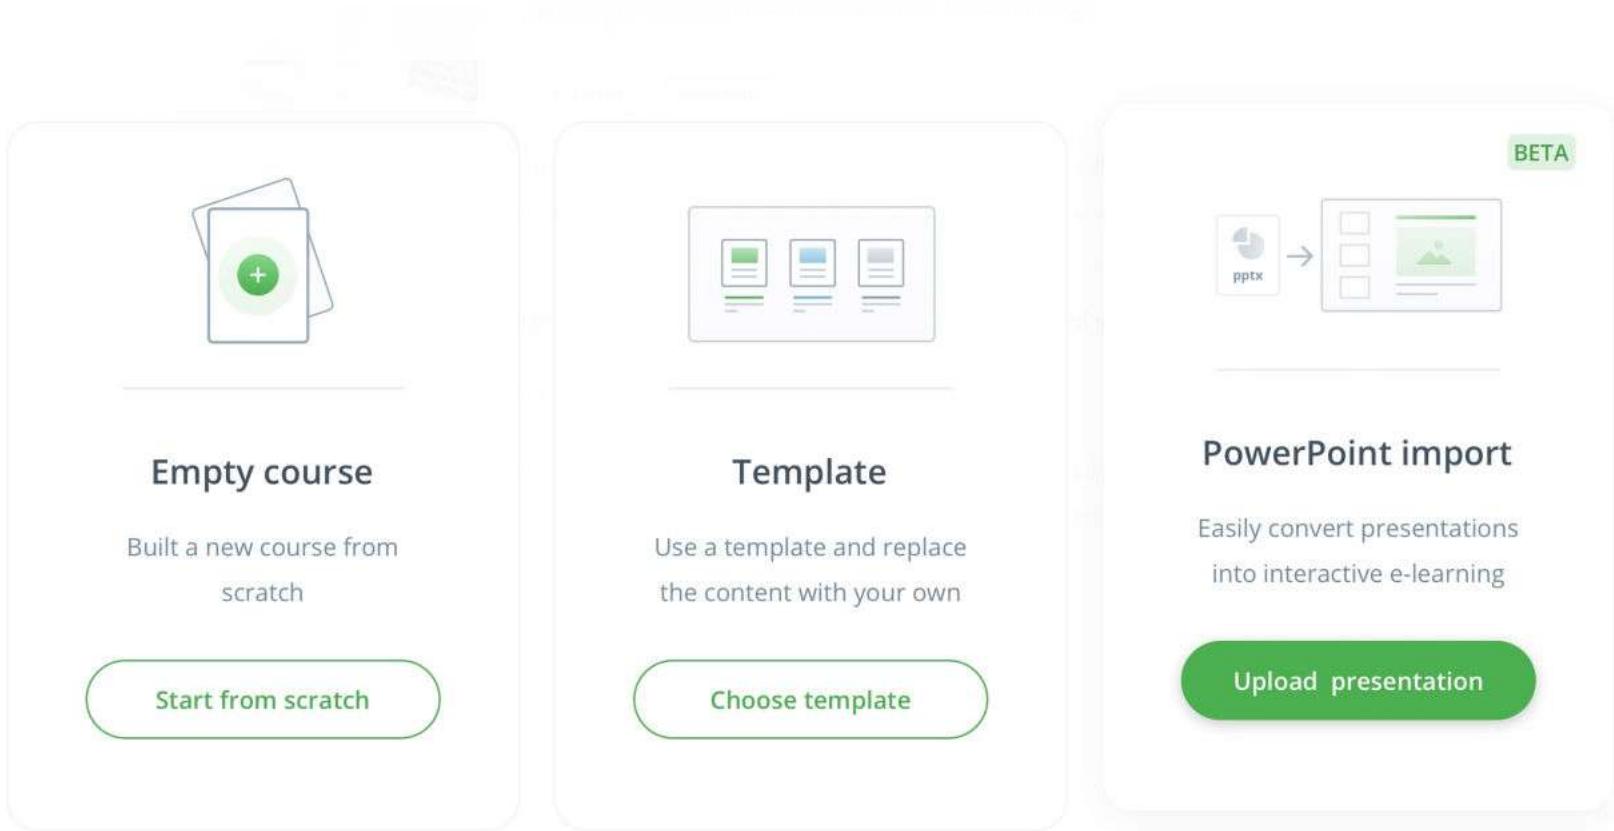 Empty course
Built a new course from
scratch
Start from scratch
Template
Use a template and replace
the content with your own
Choose template
BETA
pptx
PowerPoint import
Easily convert presentations
into interactive e-learning
Upload presentation